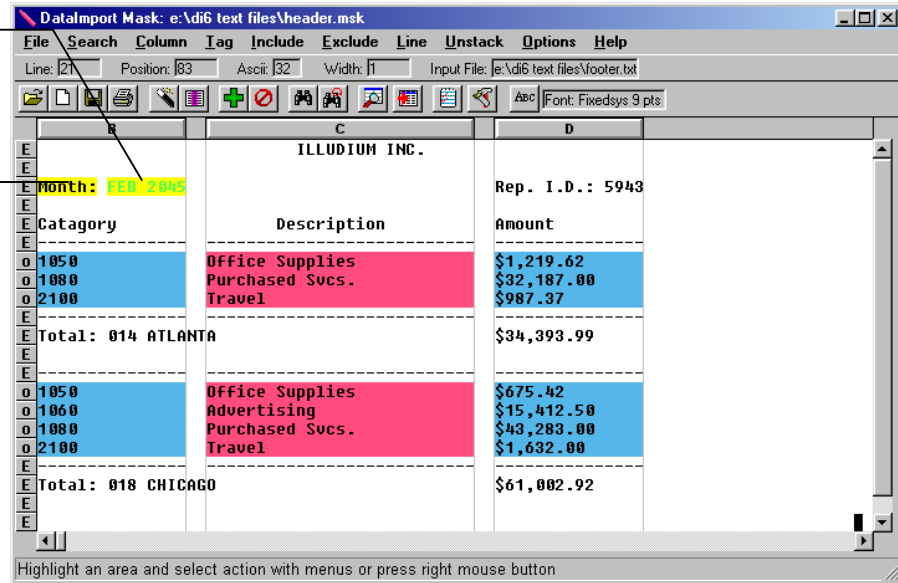 DataImport Mask: e:\di6 text files\header.msk
File Search Column Tag Include Exclude Line Unstack Options Help
Line: 21 Position: 83 Ascii: 32 Width: 1 Input File: e:\di6 text files\footer.txt
ABC Font: Fixedsys 9 pts
B C D
E ILLUDIUM INC.
E
E Month: FEB 2045 Rep. I.D.: 5943
E
E Catagory Description Amount
E ---------------- ----------------------------- ----------------
o 1050 Office Supplies $1,219.62
o 1080 Purchased Svcs. $32,187.00
o 2100 Travel $987.37
E ---------------- ----------------------------- ----------------
E Total: 014 ATLANTA $34,393.99
E
E ---------------- ----------------------------- ----------------
o 1050 Office Supplies $675.42
o 1060 Advertising $15,412.50
o 1080 Purchased Svcs. $43,283.00
o 2100 Travel $1,632.00
E ---------------- ----------------------------- ----------------
E Total: 018 CHICAGO $61,002.92
E
E
Highlight an area and select action with menus or press right mouse button